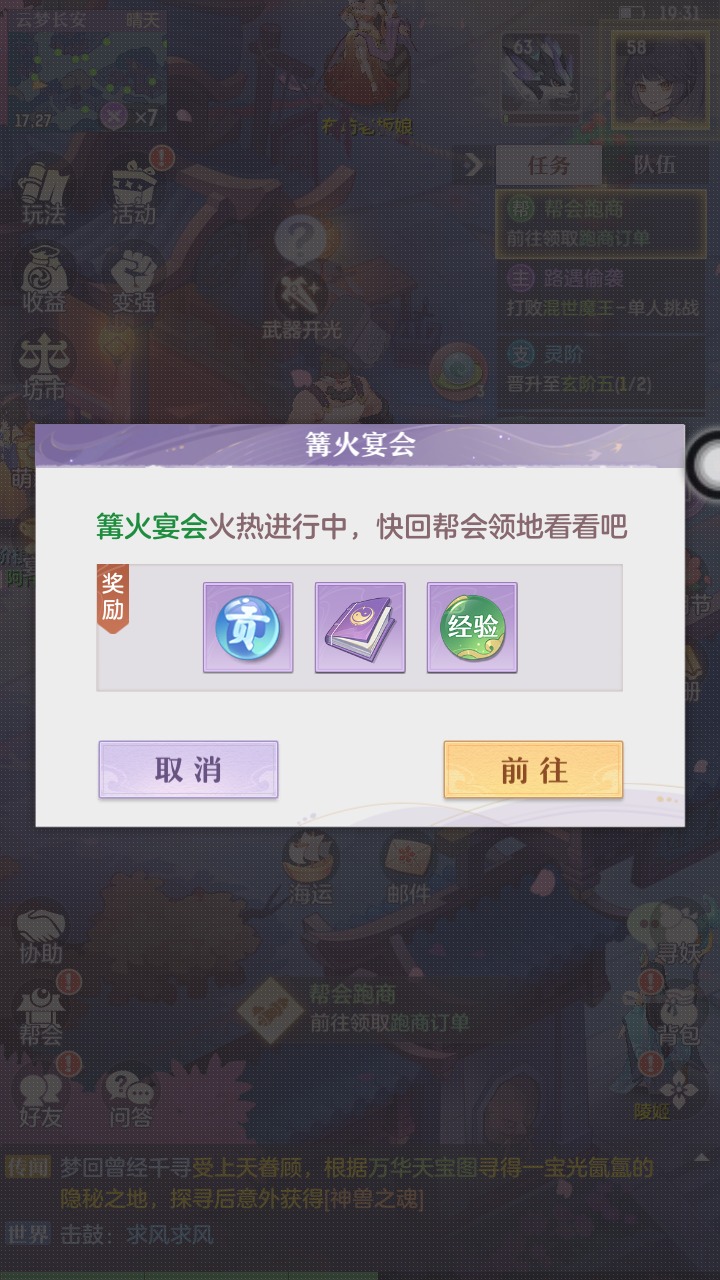 云梦长安 晴天
19:31
63
58
17,27
×7
布行老板娘
任务
队伍
帮 帮会跑商
前往领取跑商订单
主 路遇偷袭
打败混世魔王-单人挑战
支 灵阶
晋升至玄阶五(1/2)
玩法
活动
收益
变强
武器开光
坊市
3
篝火宴会
篝火宴会火热进行中，快回帮会领地看看吧
奖励
贡
经验
取消
前往
海运
邮件
协助
寻妖
帮会跑商
前往领取跑商订单
帮会
背包
好友
问答
陵姬
传闻 梦回曾经千寻受上天眷顾，根据万华天宝图寻得一宝光氤氲的
隐秘之地，探寻后意外获得[神兽之魂]
世界 击鼓：求风求风